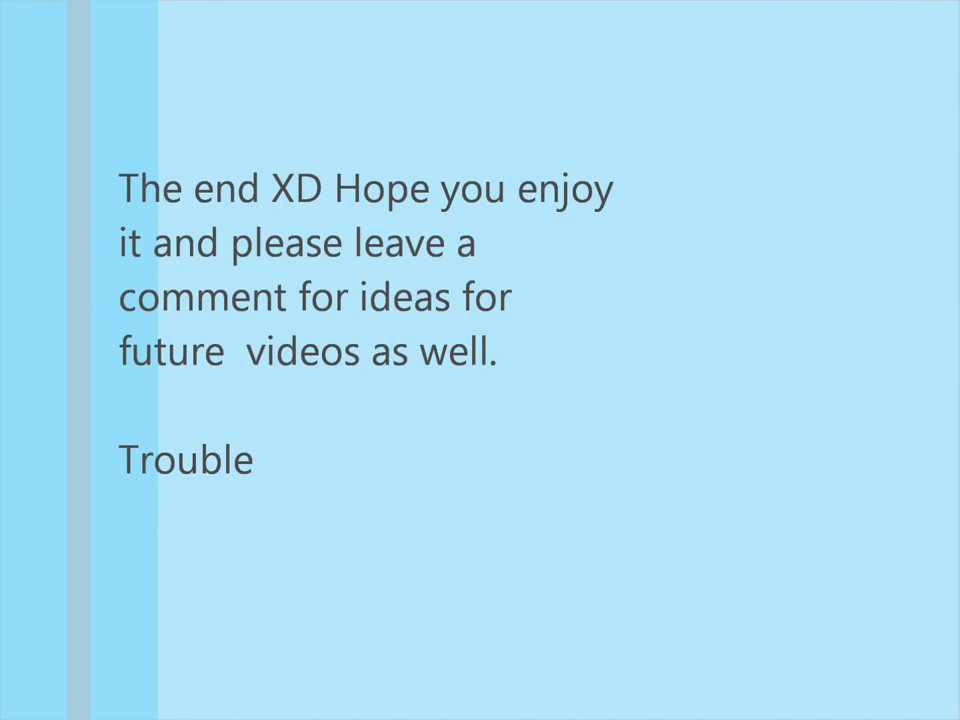 The end XD Hope you enjoy
it and please leave a
comment for ideas for
future  videos as well.
Trouble